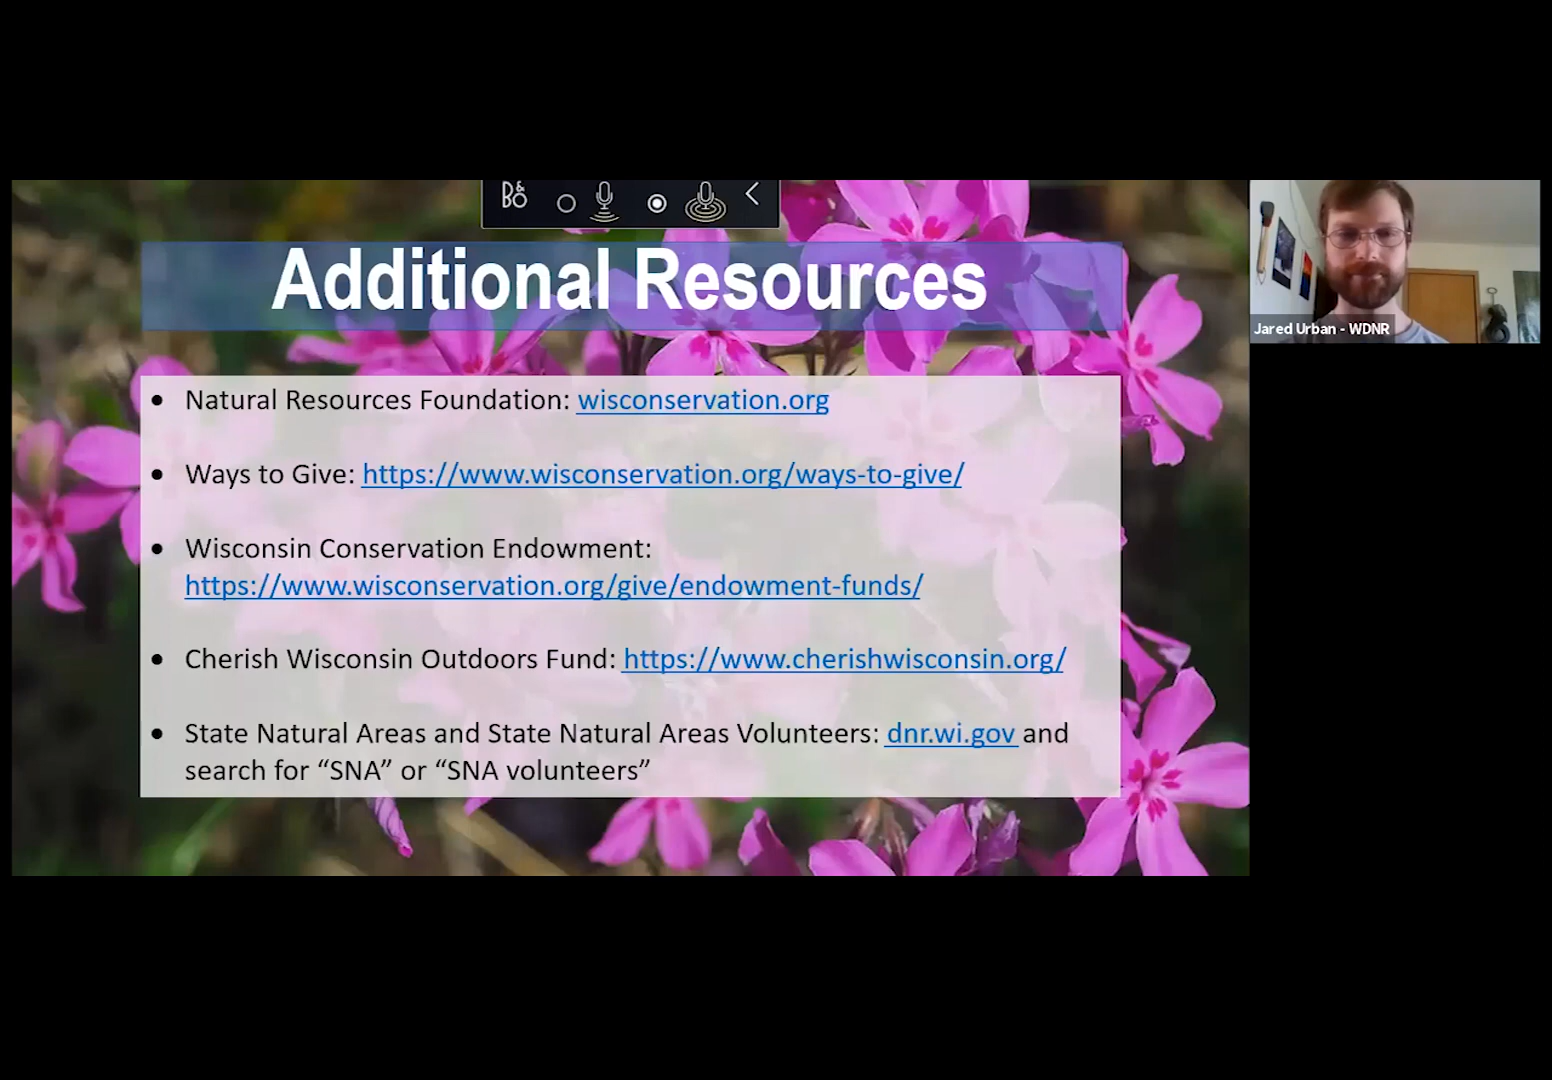 B&O
Additional Resources
• Natural Resources Foundation: wisconservation.org
• Ways to Give: https://www.wisconservation.org/ways-to-give/
• Wisconsin Conservation Endowment:
https://www.wisconservation.org/give/endowment-funds/
• Cherish Wisconsin Outdoors Fund: https://www.cherishwisconsin.org/
• State Natural Areas and State Natural Areas Volunteers: dnr.wi.gov and
search for “SNA” or “SNA volunteers”
Jared Urban - WDNR